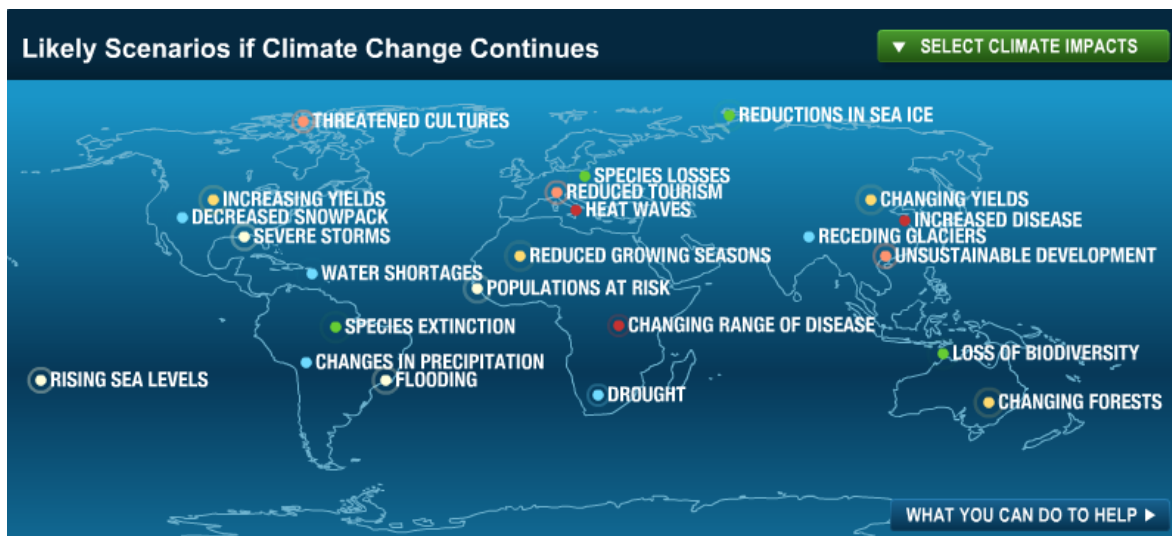 Likely Scenarios if Climate Change Continues
SELECT CLIMATE IMPACTS
THREATENED CULTURES
REDUCTIONS IN SEA ICE
SPECIES LOSSES
REDUCED TOURISM
INCREASING YIELDS
CHANGING YIELDS
HEAT WAVES
DECREASED SNOWPACK
INCREASED DISEASE
SEVERE STORMS
RECEDING GLACIERS
REDUCED GROWING SEASONS
UNSUSTAINABLE DEVELOPMENT
WATER SHORTAGES
POPULATIONS AT RISK
SPECIES EXTINCTION
CHANGING RANGE OF DISEASE
LOSS OF BIODIVERSITY
CHANGES IN PRECIPITATION
RISING SEA LEVELS
FLOODING
DROUGHT
CHANGING FORESTS
WHAT YOU CAN DO TO HELP